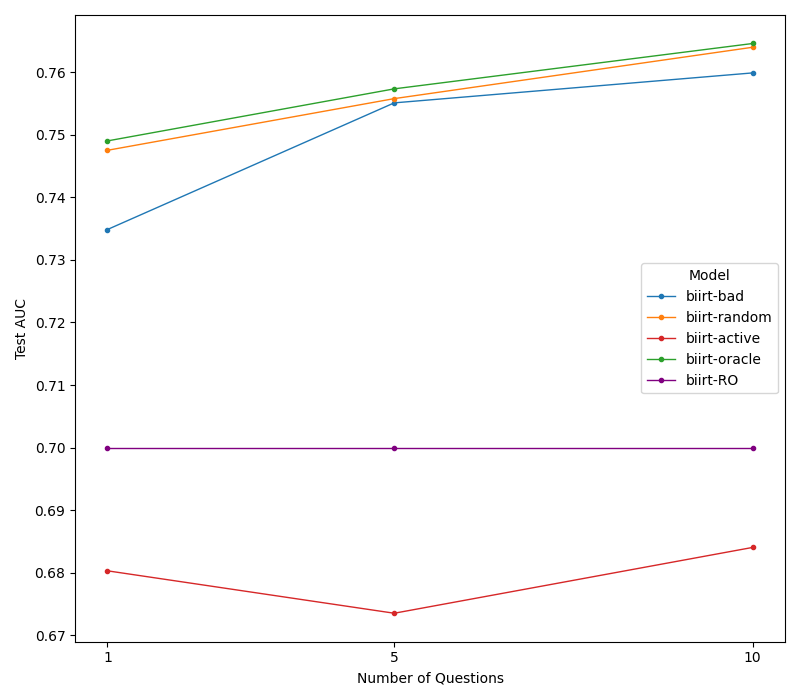 0.76
0.75
0.74
0.73
0.72
0.71
0.70
0.69
0.68
0.67
Test AUC
Model
biirt-bad
biirt-random
biirt-active
biirt-oracle
biirt-RO
1
5
10
Number of Questions